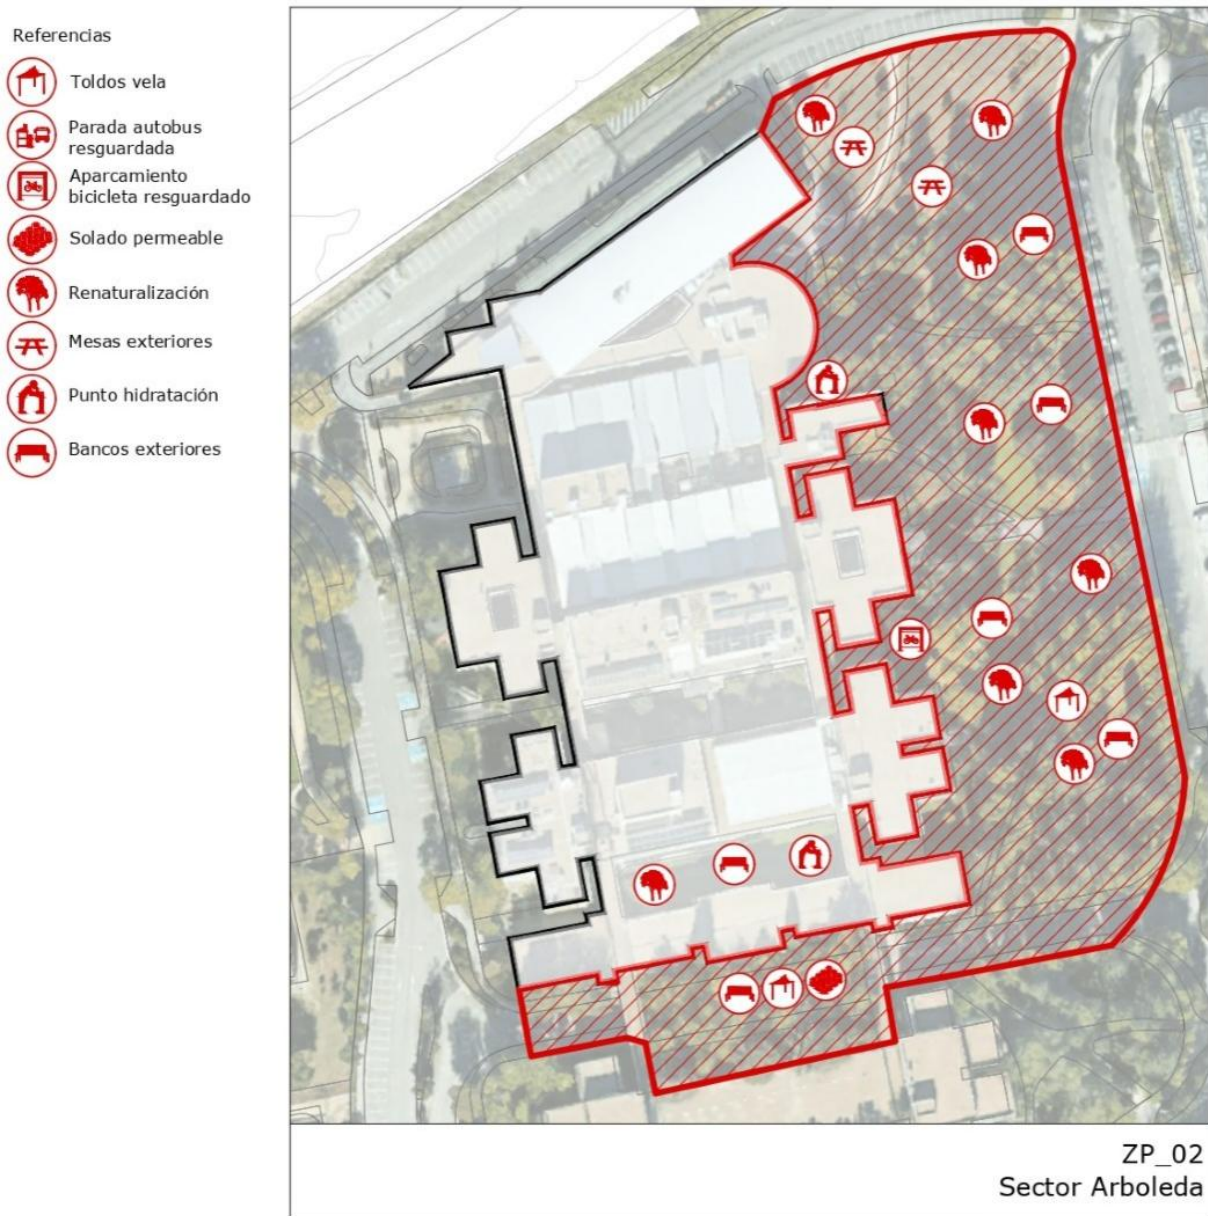 Referencias
Toldos vela
Parada autobus
resguardada
Aparcamiento
bicicleta resguardado
Solado permeable
Renaturalización
Mesas exteriores
Punto hidratación
Bancos exteriores
ZP_02
Sector Arboleda